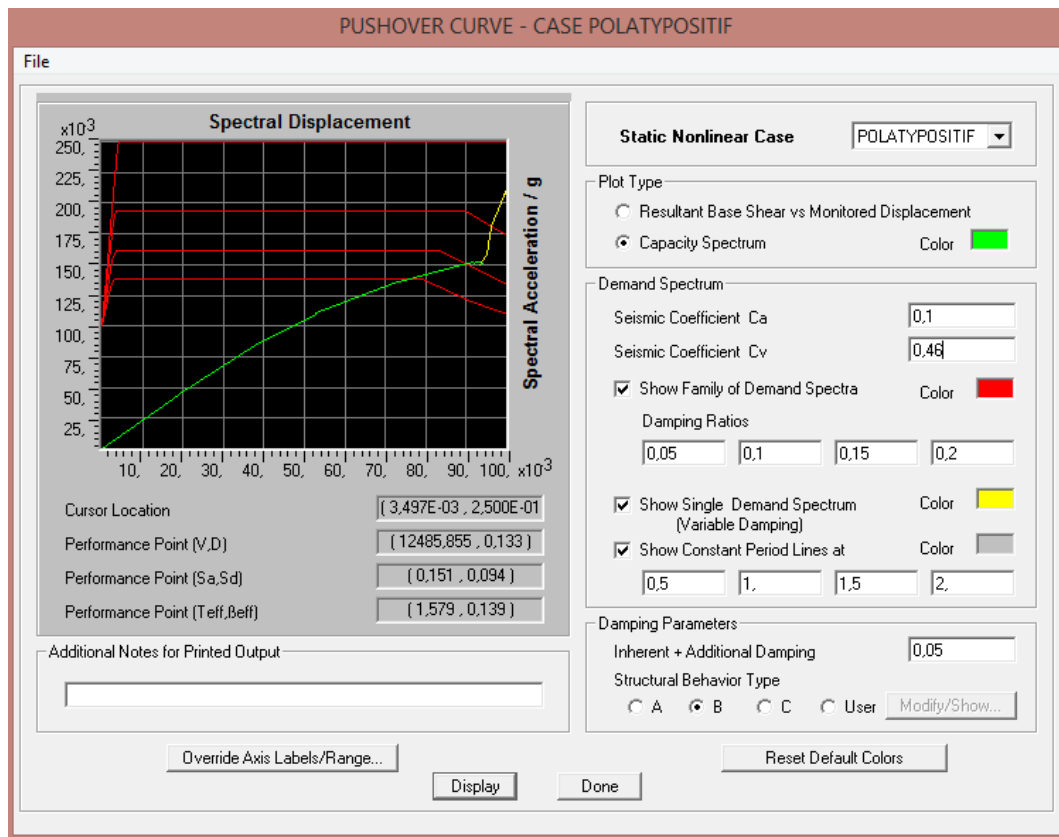 PUSHOVER CURVE - CASE POLATYPOSITIF
File
Spectral Displacement
x10-3
250,
225,
200,
175,
150,
125,
100,
75,
50,
25,
10, 20, 30, 40, 50, 60, 70, 80, 90, 100, x10-3
Spectral Acceleration / g
Cursor Location (3,497E-03 , 2,500E-01
Performance Point (V,D) ( 12485,855 , 0,133 )
Performance Point (Sa,Sd) ( 0,151 , 0,094 )
Performance Point (Teff,ßeff) ( 1,579 , 0,139 )
Additional Notes for Printed Output
Override Axis Labels/Range...
Static Nonlinear Case POLATYPOSITIF
Plot Type
Resultant Base Shear vs Monitored Displacement
Capacity Spectrum Color
Demand Spectrum
Seismic Coefficient Ca 0,1
Seismic Coefficient Cv 0,46
Show Family of Demand Spectra Color
Damping Ratios
0,05 0,1 0,15 0,2
Show Single Demand Spectrum Color
(Variable Damping)
Show Constant Period Lines at Color
0,5 1, 1,5 2,
Damping Parameters
Inherent + Additional Damping 0,05
Structural Behavior Type
A B C User Modify/Show...
Reset Default Colors
Display Done